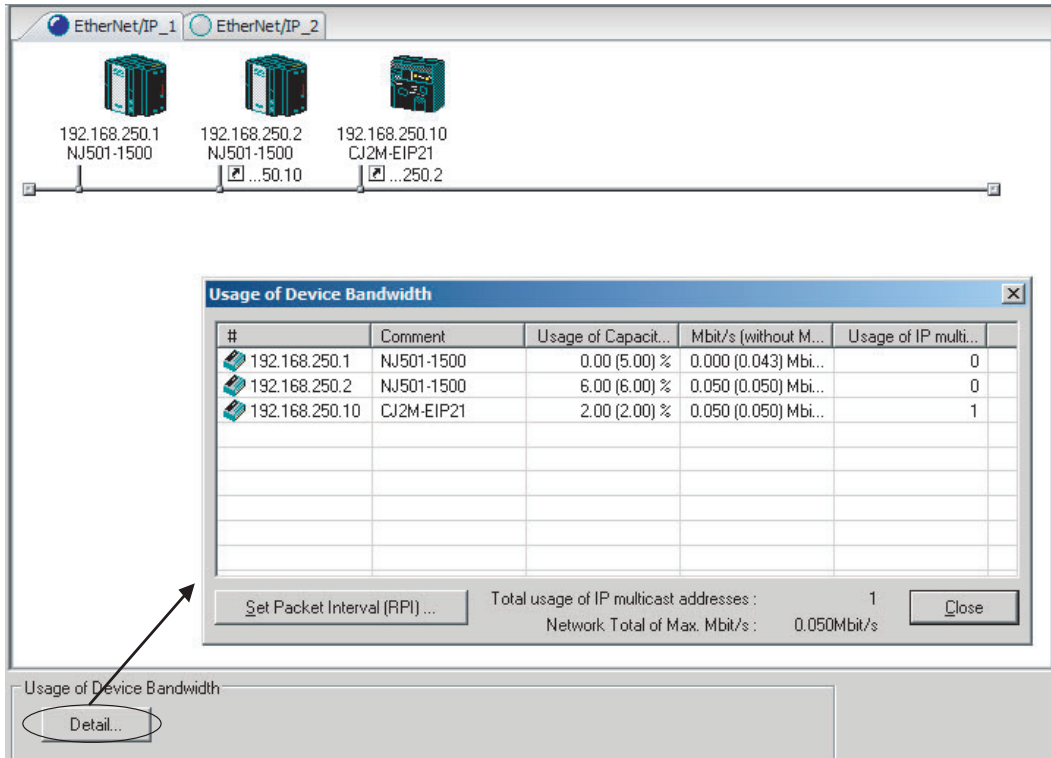 EtherNet/IP_1 EtherNet/IP_2
192.168.250.1 192.168.250.2 192.168.250.10
NJ501-1500 NJ501-1500 CJ2M-EIP21
...50.10 ...250.2
Usage of Device Bandwidth
# Comment Usage of Capacit... Mbit/s (without M... Usage of IP multi...
192.168.250.1 NJ501-1500 0.00 (5.00) % 0.000 (0.043) Mbi... 0
192.168.250.2 NJ501-1500 6.00 (6.00) % 0.050 (0.050) Mbi... 0
192.168.250.10 CJ2M-EIP21 2.00 (2.00) % 0.050 (0.050) Mbi... 1
Set Packet Interval (RPI) ... Total usage of IP multicast addresses : 1 Close
Network Total of Max. Mbit/s : 0.050Mbit/s
Usage of Device Bandwidth
Detail...